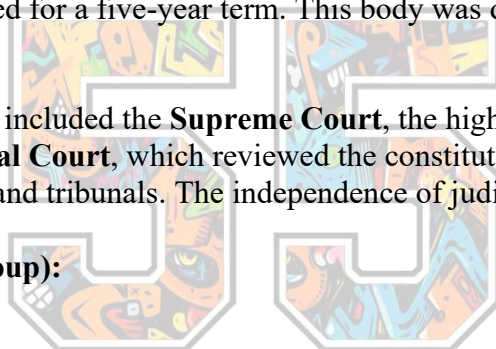 ed for a five-year term. This body was
included the Supreme Court, the high
al Court, which reviewed the constitut
and tribunals. The independence of judi
oup):
55